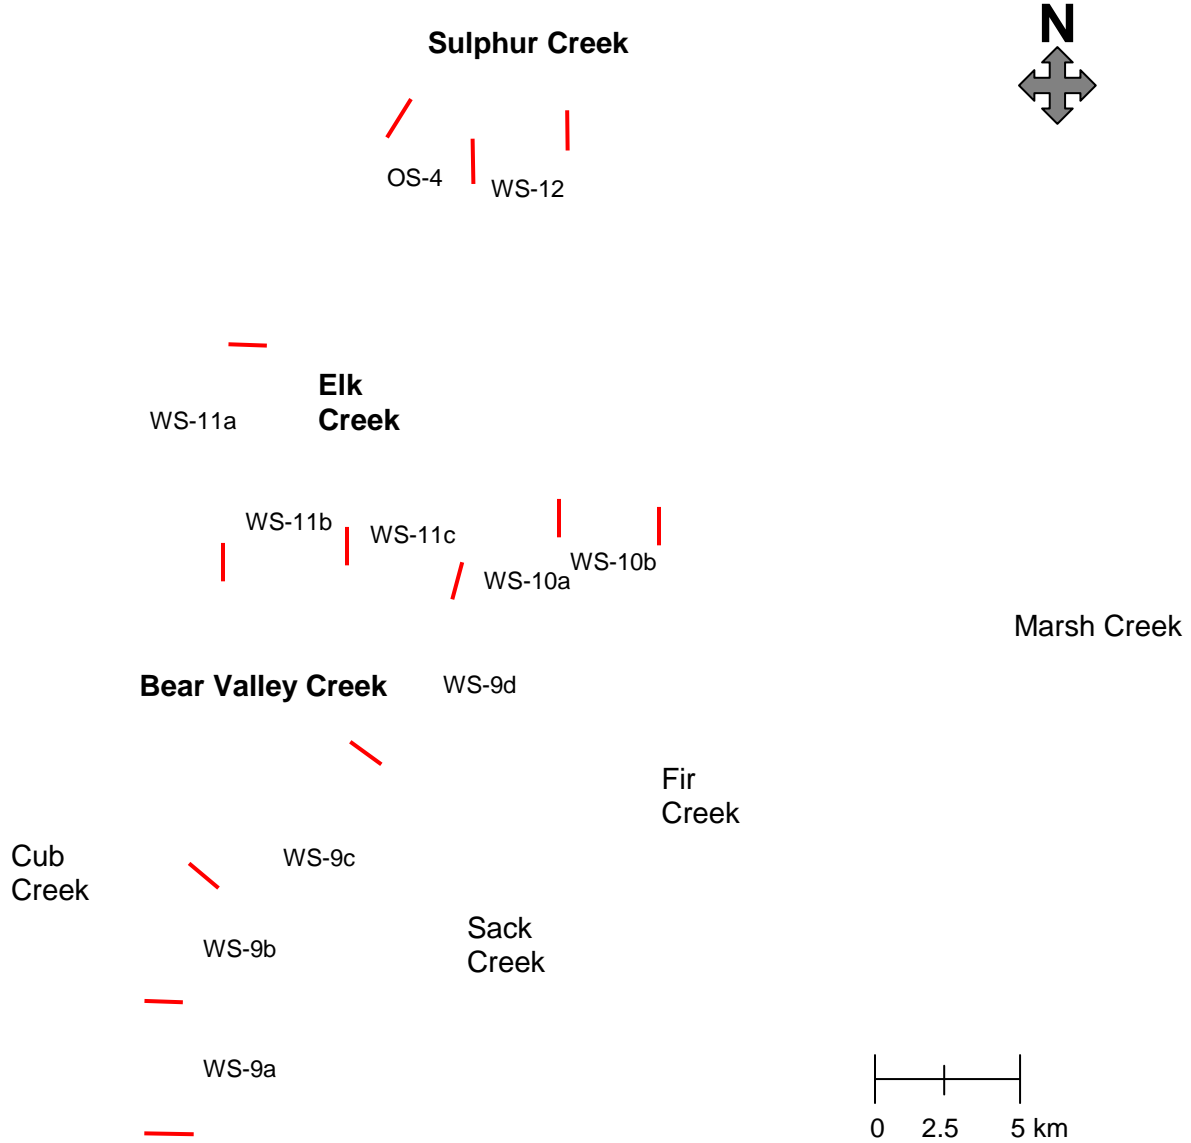 N
Sulphur Creek
OS-4
WS-12
Elk
Creek
WS-11a
WS-11b
WS-11c
WS-10a
WS-10b
Marsh Creek
Bear Valley Creek
WS-9d
Fir
Creek
Cub
Creek
WS-9c
Sack
Creek
WS-9b
WS-9a
0 2.5 5 km